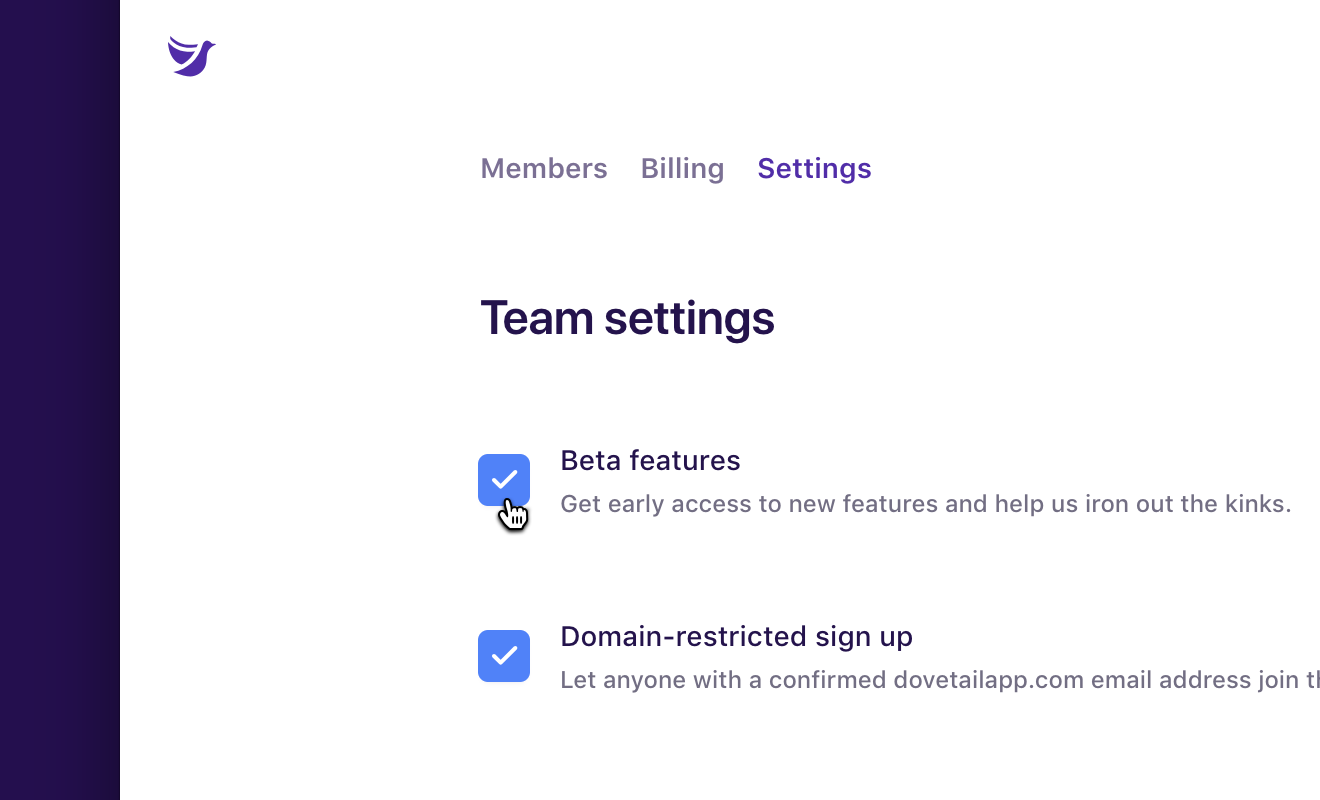 Members Billing Settings
Team settings
Beta features
Get early access to new features and help us iron out the kinks.
Domain-restricted sign up
Let anyone with a confirmed dovetailapp.com email address join